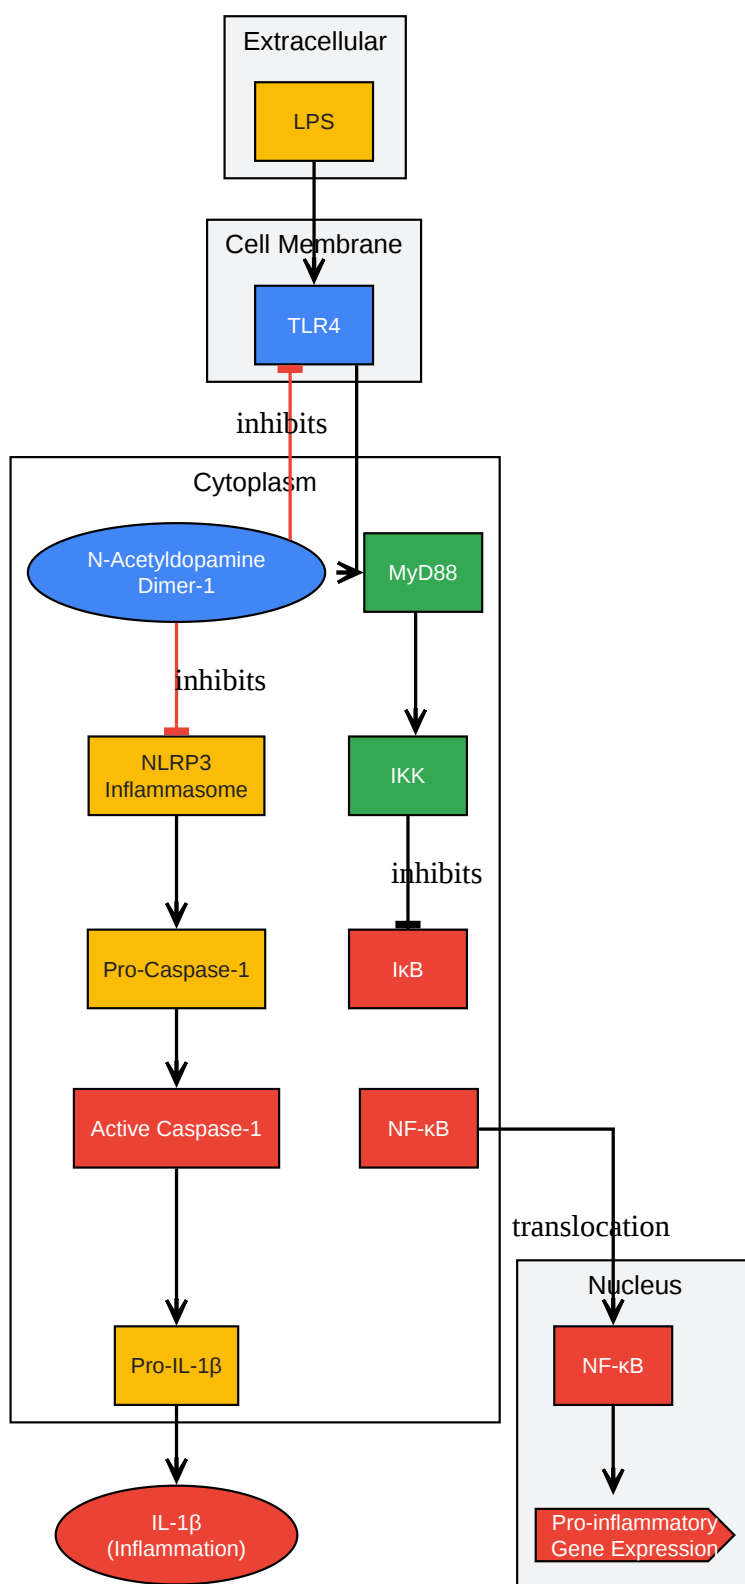 Extracellular
LPS
Cell Membrane
TLR4
inhibits
Cytoplasm
N-Acetyldopamine
Dimer-1
MyD88
inhibits
NLRP3
Inflammasome
IKK
inhibits
Pro-Caspase-1
IκB
Active Caspase-1
NF-κB
translocation
Nucleus
Pro-IL-1β
NF-κB
IL-1β
(Inflammation)
Pro-inflammatory
Gene Expression